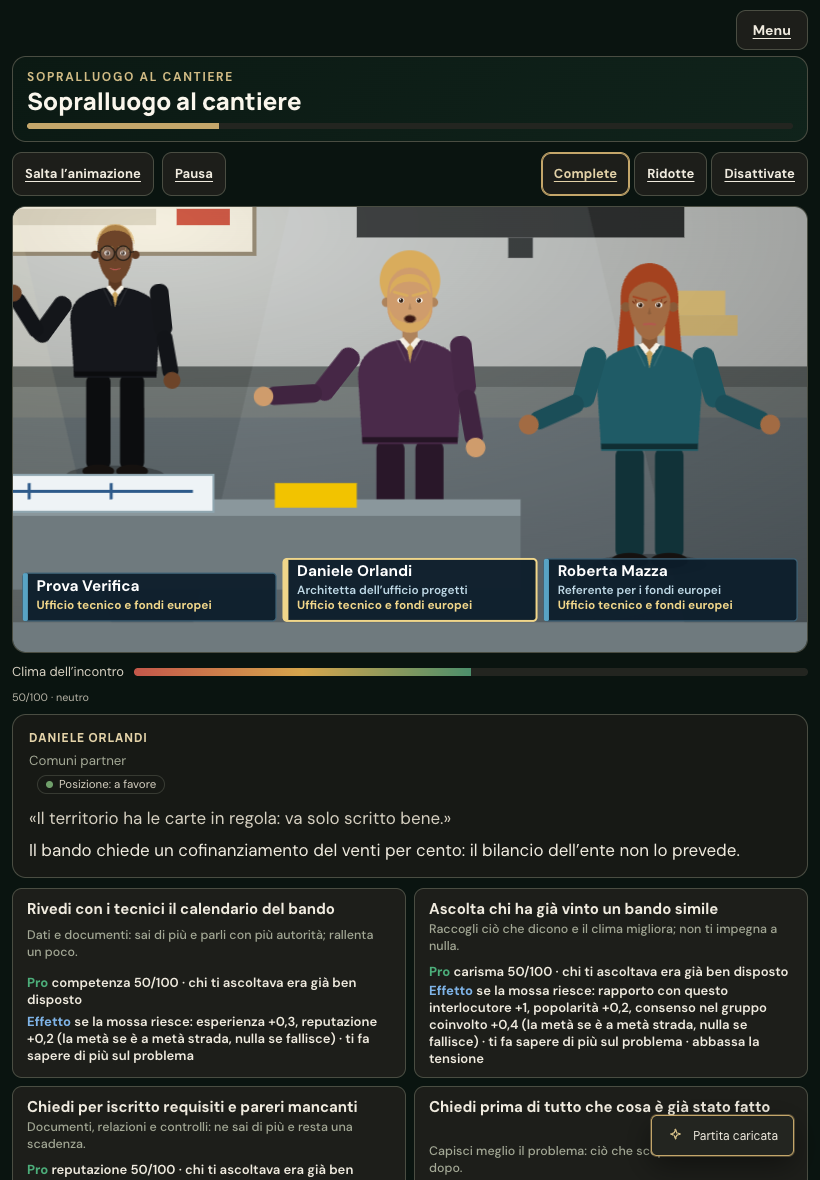 Menu
SOPRALLUOGO AL CANTIERE
Sopralluogo al cantiere
Salta l'animazione
Pausa
Complete
Ridotte
Disattivate
Prova Verifica
Ufficio tecnico e fondi europei
Daniele Orlandi
Architetta dell'ufficio progetti
Ufficio tecnico e fondi europei
Roberta Mazza
Referente per i fondi europei
Ufficio tecnico e fondi europei
Clima dell'incontro
50/100 · neutro
DANIELE ORLANDI
Comuni partner
Posizione: a favore
«Il territorio ha le carte in regola: va solo scritto bene.»
Il bando chiede un cofinanziamento del venti per cento: il bilancio dell'ente non lo prevede.
Rivedi con i tecnici il calendario del bando
Dati e documenti: sai di più e parli con più autorità; rallenta
un poco.
Pro competenza 50/100 · chi ti ascoltava era già ben
disposto
Effetto se la mossa riesce: esperienza +0,3, reputazione
+0,2 (la metà se è a metà strada, nulla se fallisce) · ti fa
sapere di più sul problema
Ascolta chi ha già vinto un bando simile
Raccogli ciò che dicono e il clima migliora; non ti impegna a
nulla.
Pro carisma 50/100 · chi ti ascoltava era già ben disposto
Effetto se la mossa riesce: rapporto con questo
interlocutore +1, popolarità +0,2, consenso nel gruppo
coinvolto +0,4 (la metà se è a metà strada, nulla se
fallisce) · ti fa sapere di più sul problema · abbassa la
tensione
Chiedi per iscritto requisiti e pareri mancanti
Documenti, relazioni e controlli: ne sai di più e resta una
scadenza.
Pro reputazione 50/100 · chi ti ascoltava era già ben
Chiedi prima di tutto che cosa è già stato fatto
Capisci meglio il problema: ciò che
dopo.
Partita caricata